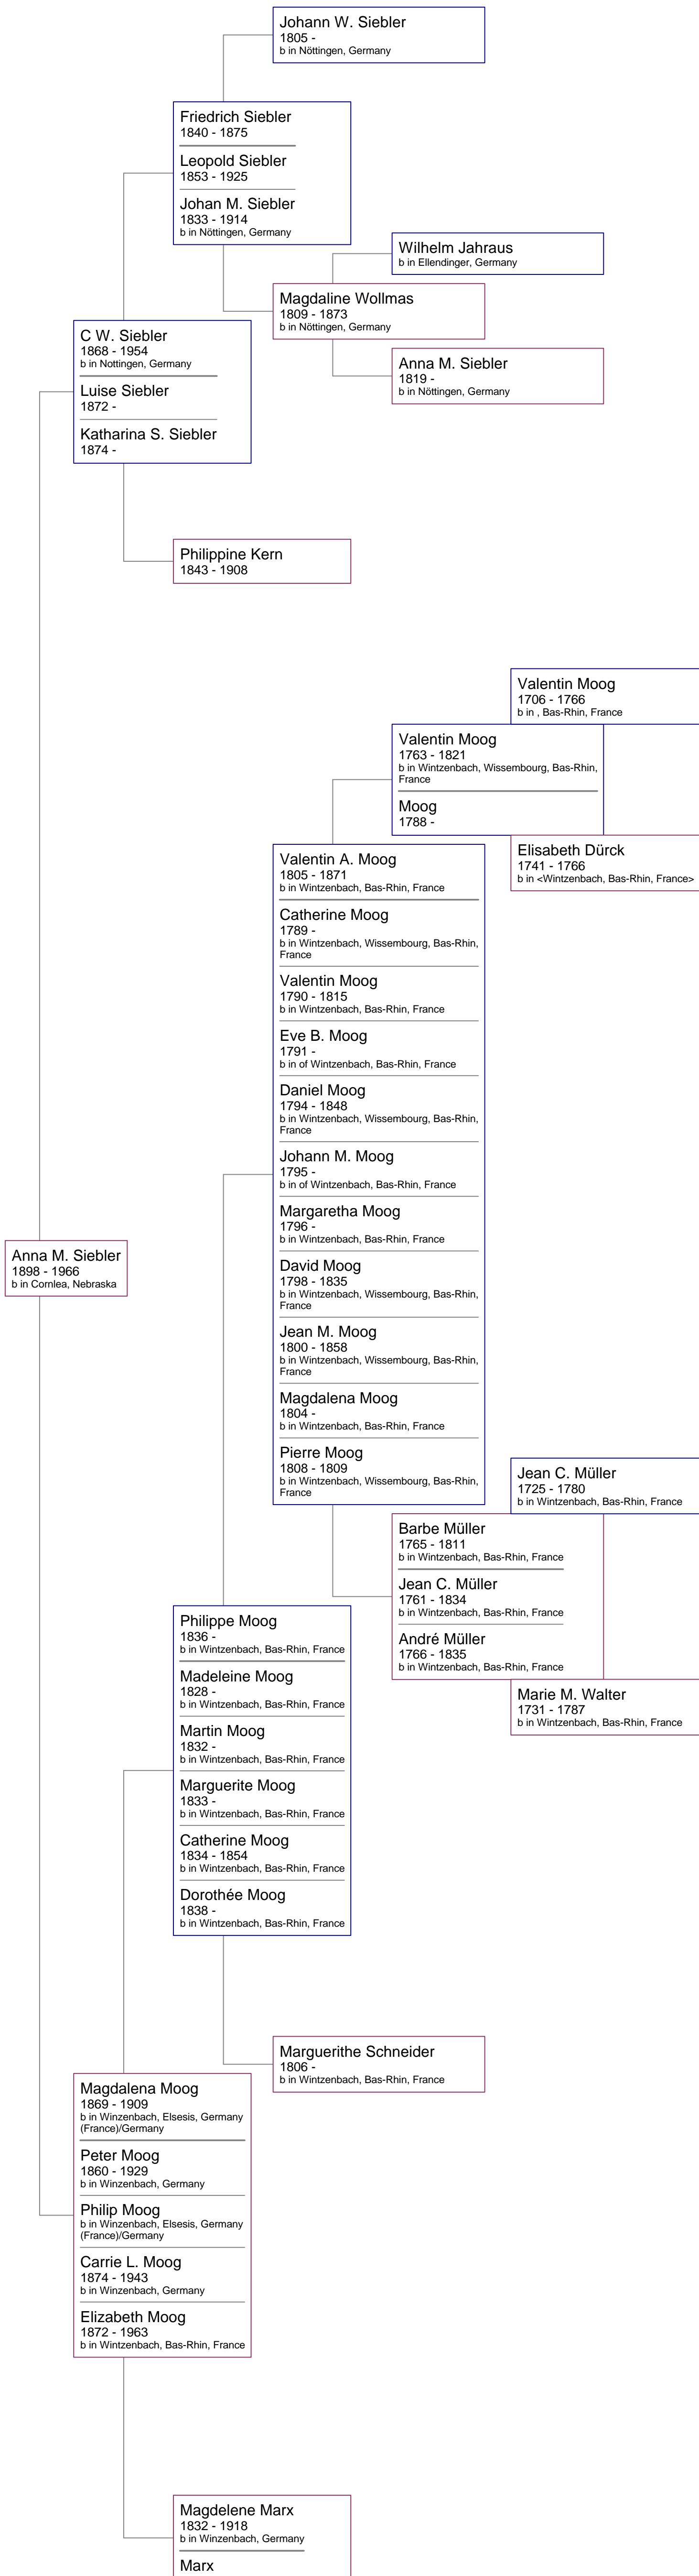 Johann W. Siebler
1805 -
b in Nöttingen, Germany
Friedrich Siebler
1840 - 1875
Leopold Siebler
1853 - 1925
Johan M. Siebler
1833 - 1914
b in Nöttingen, Germany
Wilhelm Jahraus
b in Ellendinger, Germany
Magdaline Wollmas
1809 - 1873
b in Nöttingen, Germany
Anna M. Siebler
1819 -
b in Nöttingen, Germany
C W. Siebler
1868 - 1954
b in Nottingen, Germany
Luise Siebler
1872 -
Katharina S. Siebler
1874 -
Philippine Kern
1843 - 1908
Valentin Moog
1706 - 1766
b in , Bas-Rhin, France
Valentin Moog
1763 - 1821
b in Wintzenbach, Wissembourg, Bas-Rhin,
France
Moog
1788 -
Elisabeth Dürck
1741 - 1766
b in <Wintzenbach, Bas-Rhin, France>
Valentin A. Moog
1805 - 1871
b in Wintzenbach, Bas-Rhin, France
Catherine Moog
1789 -
b in Wintzenbach, Wissembourg, Bas-Rhin,
France
Valentin Moog
1790 - 1815
b in Wintzenbach, Bas-Rhin, France
Eve B. Moog
1791 -
b in of Wintzenbach, Bas-Rhin, France
Daniel Moog
1794 - 1848
b in Wintzenbach, Wissembourg, Bas-Rhin,
France
Johann M. Moog
1795 -
b in of Wintzenbach, Bas-Rhin, France
Margaretha Moog
1796 -
b in Wintzenbach, Bas-Rhin, France
David Moog
1798 - 1835
b in Wintzenbach, Wissembourg, Bas-Rhin,
France
Jean M. Moog
1800 - 1858
b in Wintzenbach, Wissembourg, Bas-Rhin,
France
Magdalena Moog
1804 -
b in Wintzenbach, Bas-Rhin, France
Pierre Moog
1808 - 1809
b in Wintzenbach, Wissembourg, Bas-Rhin,
France
Anna M. Siebler
1898 - 1966
b in Cornlea, Nebraska
Jean C. Müller
1725 - 1780
b in Wintzenbach, Bas-Rhin, France
Barbe Müller
1765 - 1811
b in Wintzenbach, Bas-Rhin, France
Jean C. Müller
1761 - 1834
b in Wintzenbach, Bas-Rhin, France
André Müller
1766 - 1835
b in Wintzenbach, Bas-Rhin, France
Marie M. Walter
1731 - 1787
b in Wintzenbach, Bas-Rhin, France
Philippe Moog
1836 -
b in Wintzenbach, Bas-Rhin, France
Madeleine Moog
1828 -
b in Wintzenbach, Bas-Rhin, France
Martin Moog
1832 -
b in Wintzenbach, Bas-Rhin, France
Marguerite Moog
1833 -
b in Wintzenbach, Bas-Rhin, France
Catherine Moog
1834 - 1854
b in Wintzenbach, Bas-Rhin, France
Dorothée Moog
1838 -
b in Wintzenbach, Bas-Rhin, France
Marguerithe Schneider
1806 -
b in Wintzenbach, Bas-Rhin, France
Magdalena Moog
1869 - 1909
b in Winzenbach, Elsesis, Germany
(France)/Germany
Peter Moog
1860 - 1929
b in Winzenbach, Germany
Philip Moog
b in Winzenbach, Elsesis, Germany
(France)/Germany
Carrie L. Moog
1874 - 1943
b in Winzenbach, Germany
Elizabeth Moog
1872 - 1963
b in Wintzenbach, Bas-Rhin, France
Magdelene Marx
1832 - 1918
b in Winzenbach, Germany
Marx